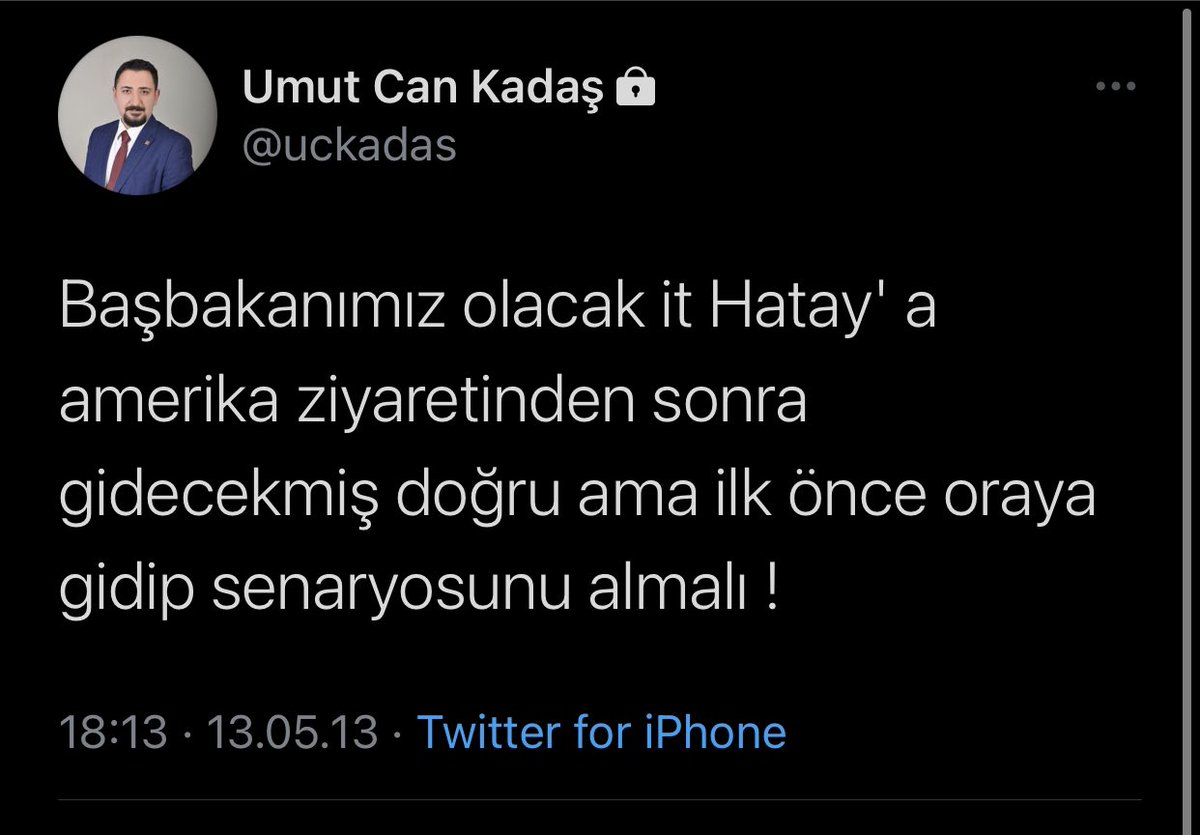 Umut Can Kadaş
@uckadas
Başbakanımız olacak it Hatay' a
amerika ziyaretinden sonra
gidecekmiş doğru ama ilk önce oraya
gidip senaryosunu almalı !
18:13 · 13.05.13 · Twitter for iPhone